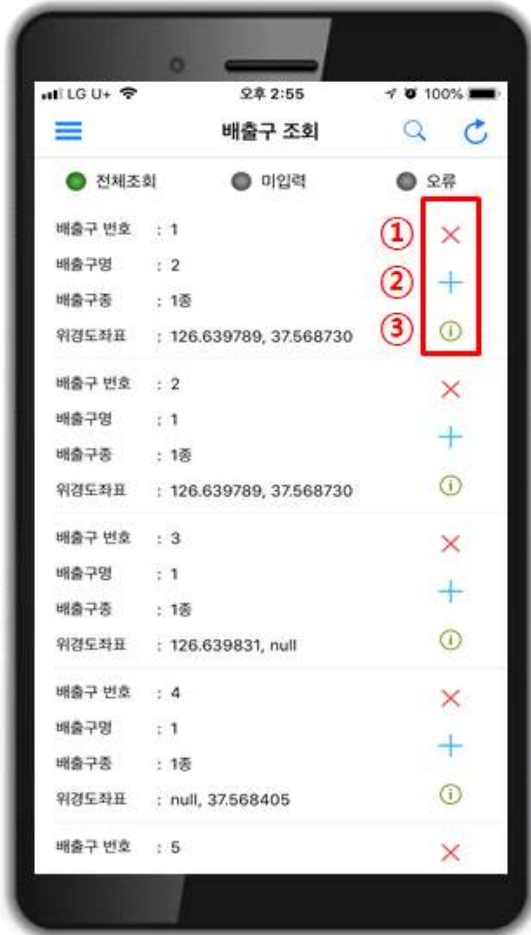 LG U+ 오후 2:55 100%
배출구 조회
전체조회 미입력 오류
배출구 번호 : 1 ①
배출구명 : 2 ②
배출구종 : 1종
위경도좌표 : 126.639789, 37.568730 ③
배출구 번호 : 2
배출구명 : 1
배출구종 : 1종
위경도좌표 : 126.639789, 37.568730
배출구 번호 : 3
배출구명 : 1
배출구종 : 1종
위경도좌표 : 126.639831, null
배출구 번호 : 4
배출구명 : 1
배출구종 : 1종
위경도좌표 : null, 37.568405
배출구 번호 : 5